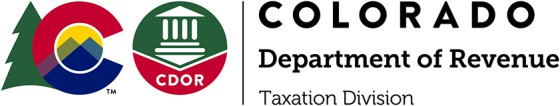 TM
CDOR
COLORADO
Department of Revenue
Taxation Division